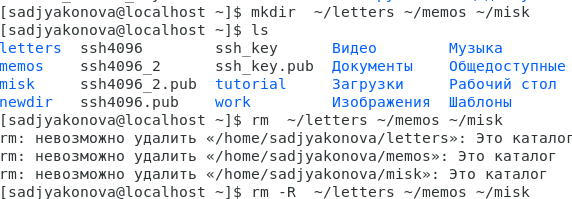 [sadjyakonova@localhost ~]$ mkdir  ~/letters ~/memos ~/misk
[sadjyakonova@localhost ~]$ ls
letters  ssh4096      ssh_key      Видео        Музыка
memos    ssh4096_2    ssh_key.pub  Документы    Общедоступные
misk     ssh4096_2.pub  tutorial     Загрузки     Рабочий стол
newdir   ssh4096.pub  work         Изображения  Шаблоны
[sadjyakonova@localhost ~]$ rm  ~/letters ~/memos ~/misk
rm: невозможно удалить «/home/sadjyakonova/letters»: Это каталог
rm: невозможно удалить «/home/sadjyakonova/memos»: Это каталог
rm: невозможно удалить «/home/sadjyakonova/misk»: Это каталог
[sadjyakonova@localhost ~]$ rm -R  ~/letters ~/memos ~/misk